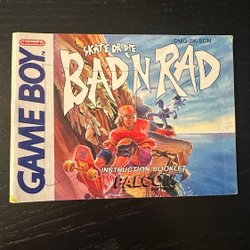 Nintendo
GAME BOY
DMG-SK-SCN
SKATE OR DIE
BAD 'N RAD
INSTRUCTION BOOKLET
PALCOM